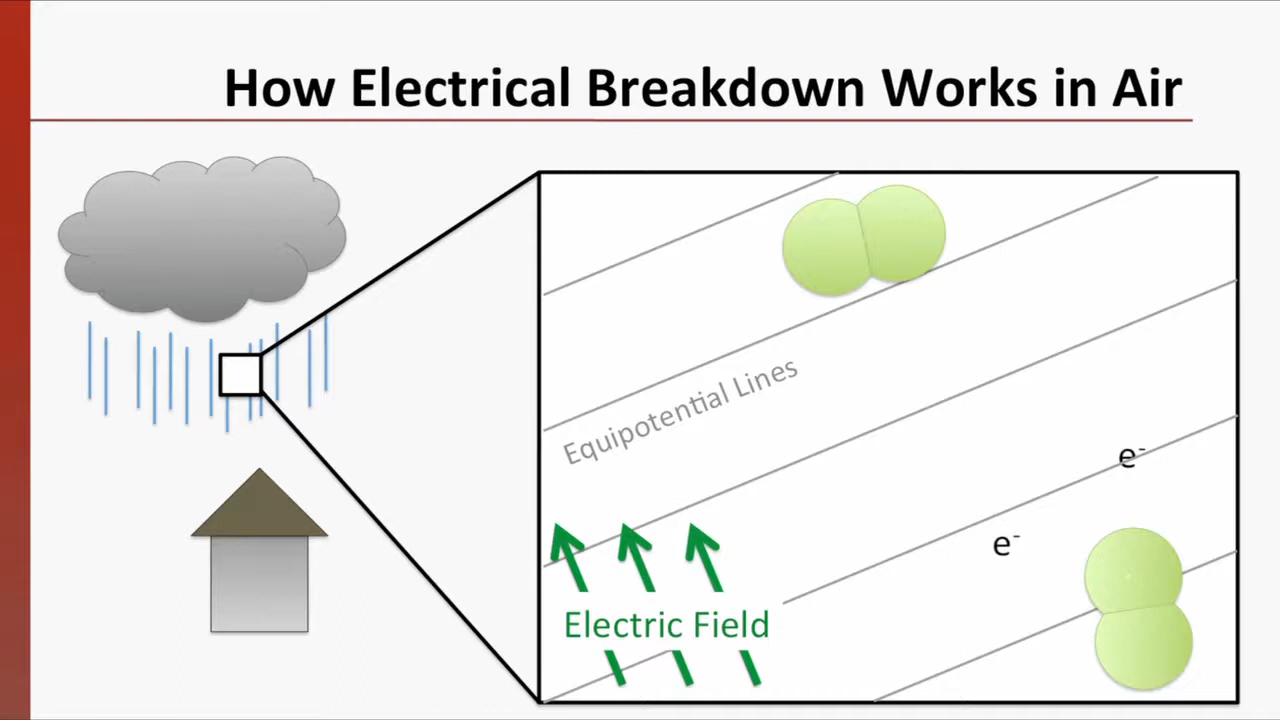 How Electrical Breakdown Works in Air
Equipotential Lines
e-
e-
Electric Field